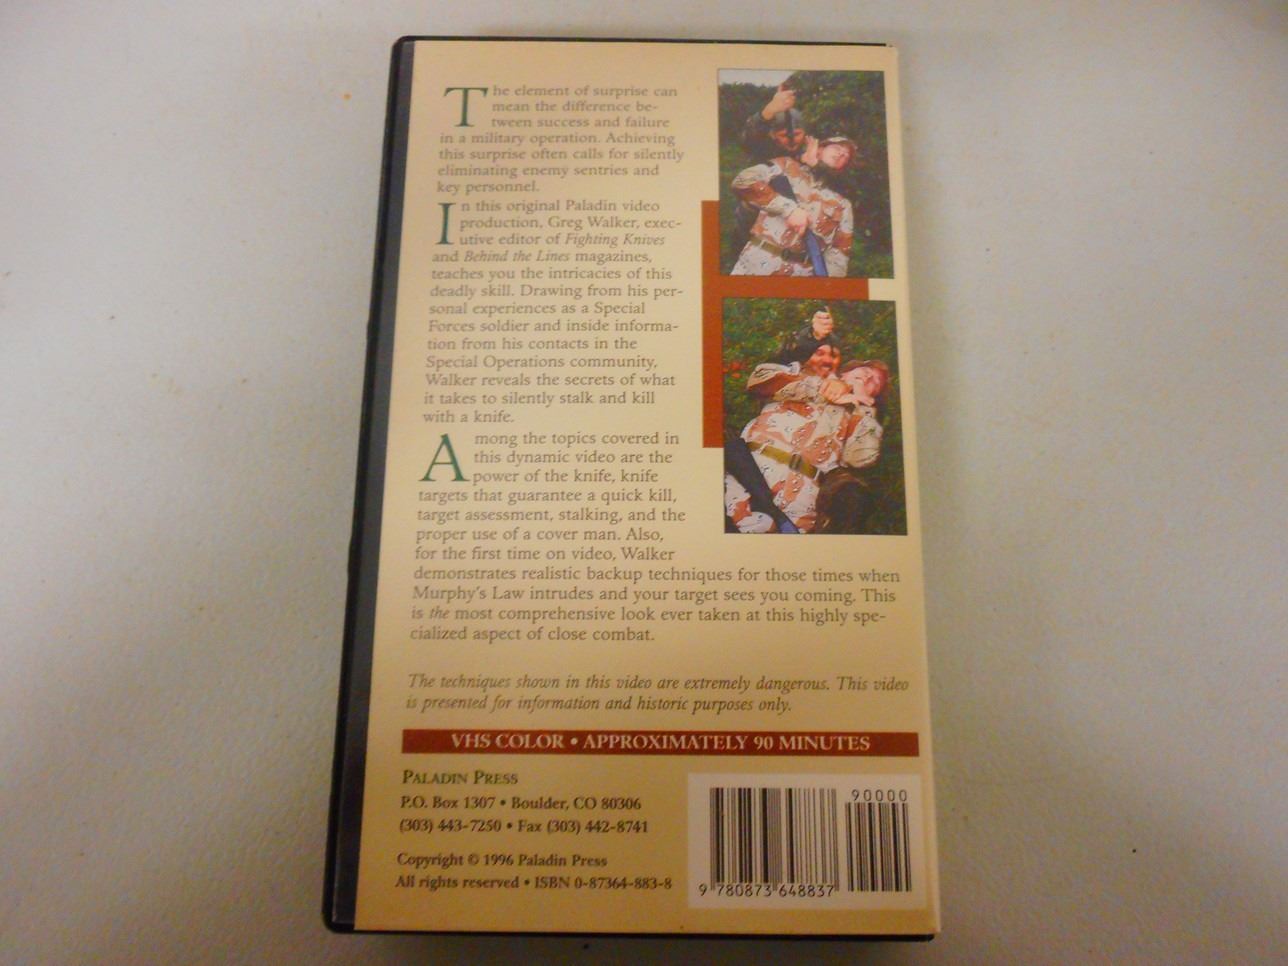 The element of surprise can
mean the difference be-
tween success and failure
in a military operation. Achieving
this surprise often calls for silently
eliminating enemy sentries and
key personnel.
In this original Paladin video
production, Greg Walker, exec-
utive editor of Fighting Knives
and Behind the Lines magazines,
teaches you the intricacies of this
deadly skill. Drawing from his per-
sonal experiences as a Special
Forces soldier and inside informa-
tion from his contacts in the
Special Operations community,
Walker reveals the secrets of what
it takes to silently stalk and kill
with a knife.
Among the topics covered in
this dynamic video are the
power of the knife, knife
targets that guarantee a quick kill,
target assessment, stalking, and the
proper use of a cover man. Also,
for the first time on video, Walker
demonstrates realistic backup techniques for those times when
Murphy's Law intrudes and your target sees you coming. This
is the most comprehensive look ever taken at this highly spe-
cialized aspect of close combat.
The techniques shown in this video are extremely dangerous. This video
is presented for information and historic purposes only.
VHS COLOR • APPROXIMATELY 90 MINUTES
PALADIN PRESS
P.O. Box 1307 • Boulder, CO 80306
(303) 443-7250 • Fax (303) 442-8741
Copyright © 1996 Paladin Press
All rights reserved • ISBN 0-87364-883-8
90000
9 780873 648837